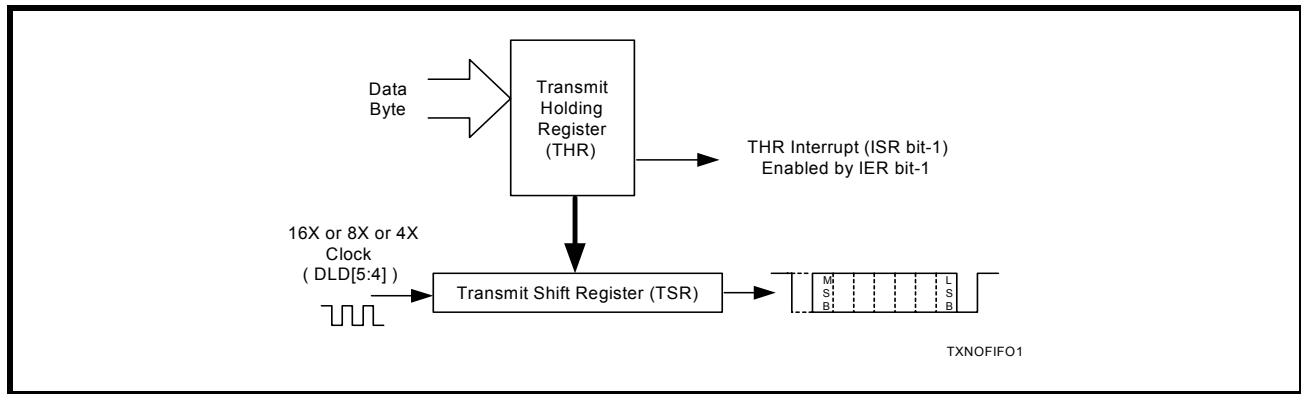 Data
Byte
Transmit
Holding
Register
(THR)
THR Interrupt (ISR bit-1)
Enabled by IER bit-1
16X or 8X or 4X
Clock
( DLD[5:4] )
Transmit Shift Register (TSR)
M
S
B
L
S
B
TXNOFIFO1